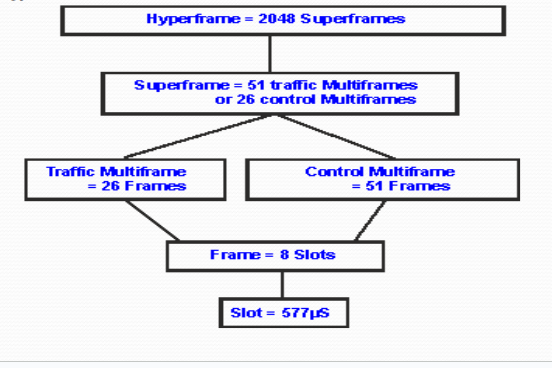 Hyperframe = 2048 Superframes
Superframe = 51 traffic Multiframes
or 26 control Multiframes
Traffic Multiframe
= 26 Frames
Control Multiframe
= 51 Frames
Frame = 8 Slots
Slot = 577µS